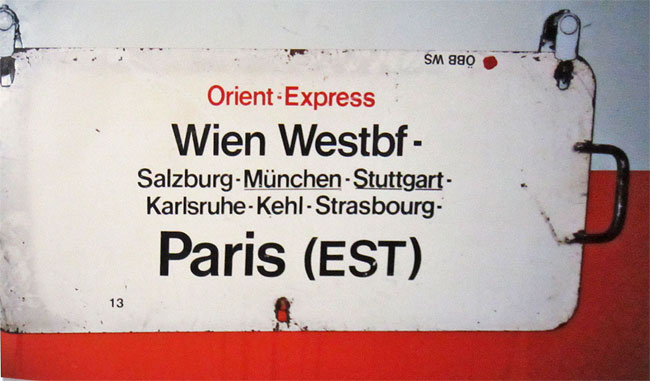 ÖBB WS
Orient-Express
Wien Westbf-
Salzburg-München-Stuttgart-
Karlsruhe-Kehl-Strasbourg-
Paris (EST)
13